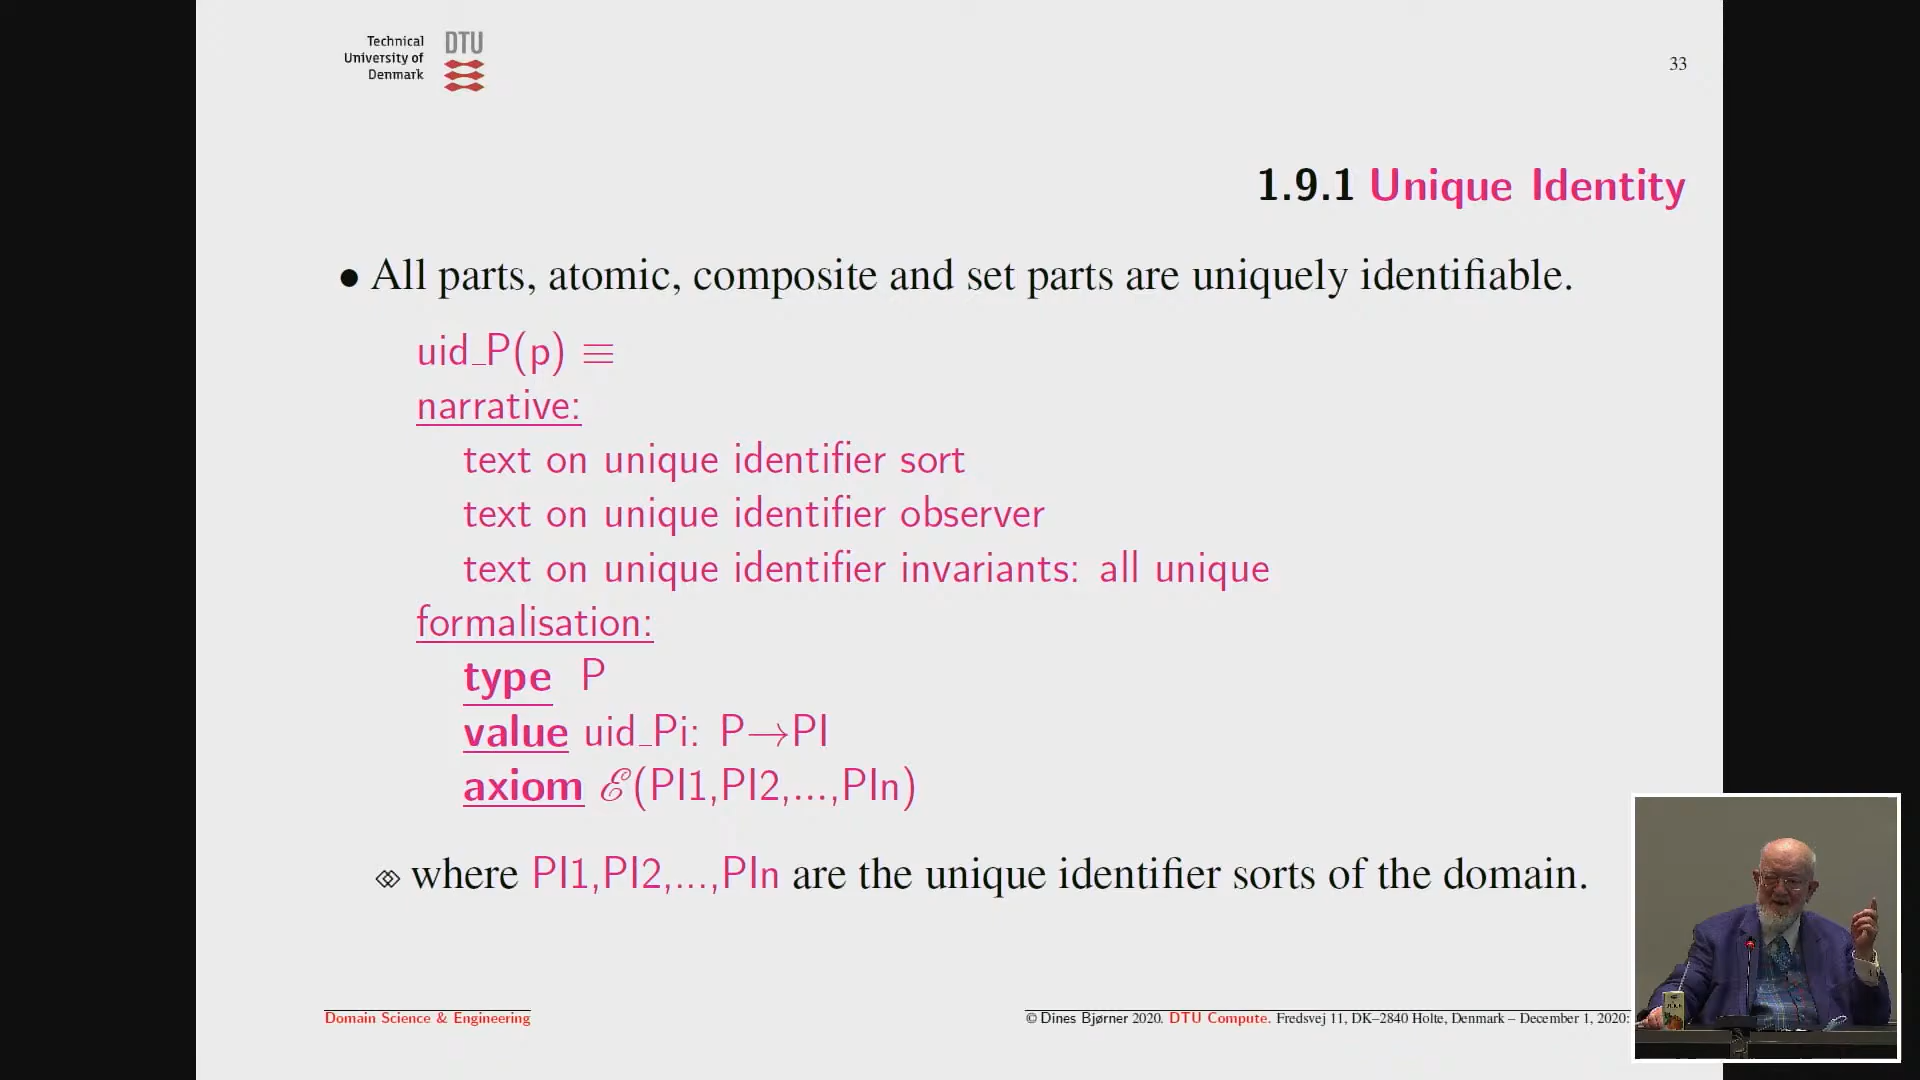 Technical
University of
Denmark
DTU
33
1.9.1 Unique Identity
• All parts, atomic, composite and set parts are uniquely identifiable.
uid_P(p) ≡
narrative:
text on unique identifier sort
text on unique identifier observer
text on unique identifier invariants: all unique
formalisation:
type P
value uid_Pi: P→PI
axiom ℰ(PI1,PI2,...,PIn)
where PI1,PI2,...,PIn are the unique identifier sorts of the domain.
Domain Science & Engineering
© Dines Bjørner 2020. DTU Compute. Fredsvej 11, DK–2840 Holte, Denmark – December 1, 2020: